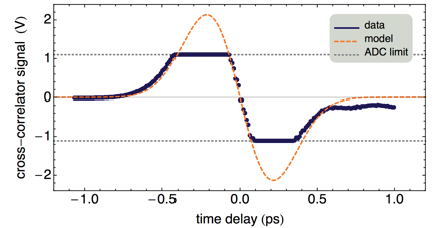 data
model
ADC limit
cross−correlator signal (V)
2
1
0
−1
−2
−1.0 −0.5 0.0 0.5 1.0
time delay (ps)